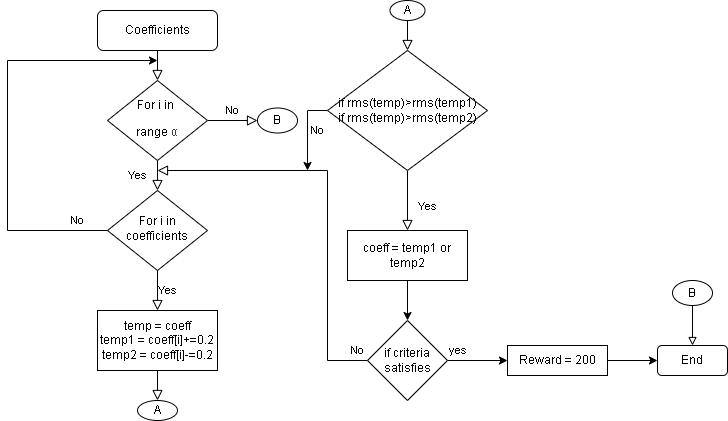 Coefficients
For i in
range α
No
B
Yes
For i in
coefficients
No
Yes
temp = coeff
temp1 = coeff[i]+=0.2
temp2 = coeff[i]-=0.2
A
A
if rms(temp)>rms(temp1)
if rms(temp)>rms(temp2)
No
Yes
coeff = temp1 or
temp2
if criteria
satisfies
No
yes
Reward = 200
B
End